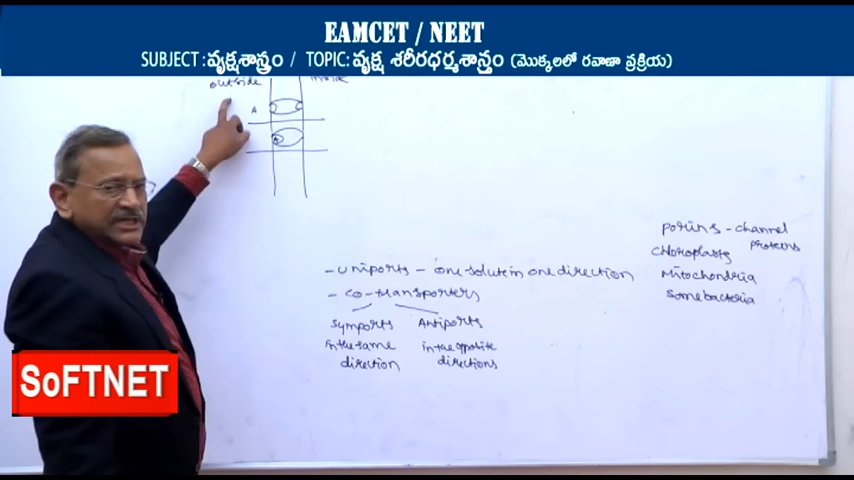 EAMCET / NEET
SUBJECT : వృక్షశాస్త్రం / TOPIC: వృక్ష శరీరధర్మశాస్త్రం (మొక్కలలో రవాణా ప్రక్రియ)
outside inside
A
A
- Uniports - one solute in one direction
- Co-transporters
Symports Antiports
in the same in the opposite
direction directions
Porins - channel
proteins
Chloroplasts
Mitochondria
Some bacteria
SoFTNET